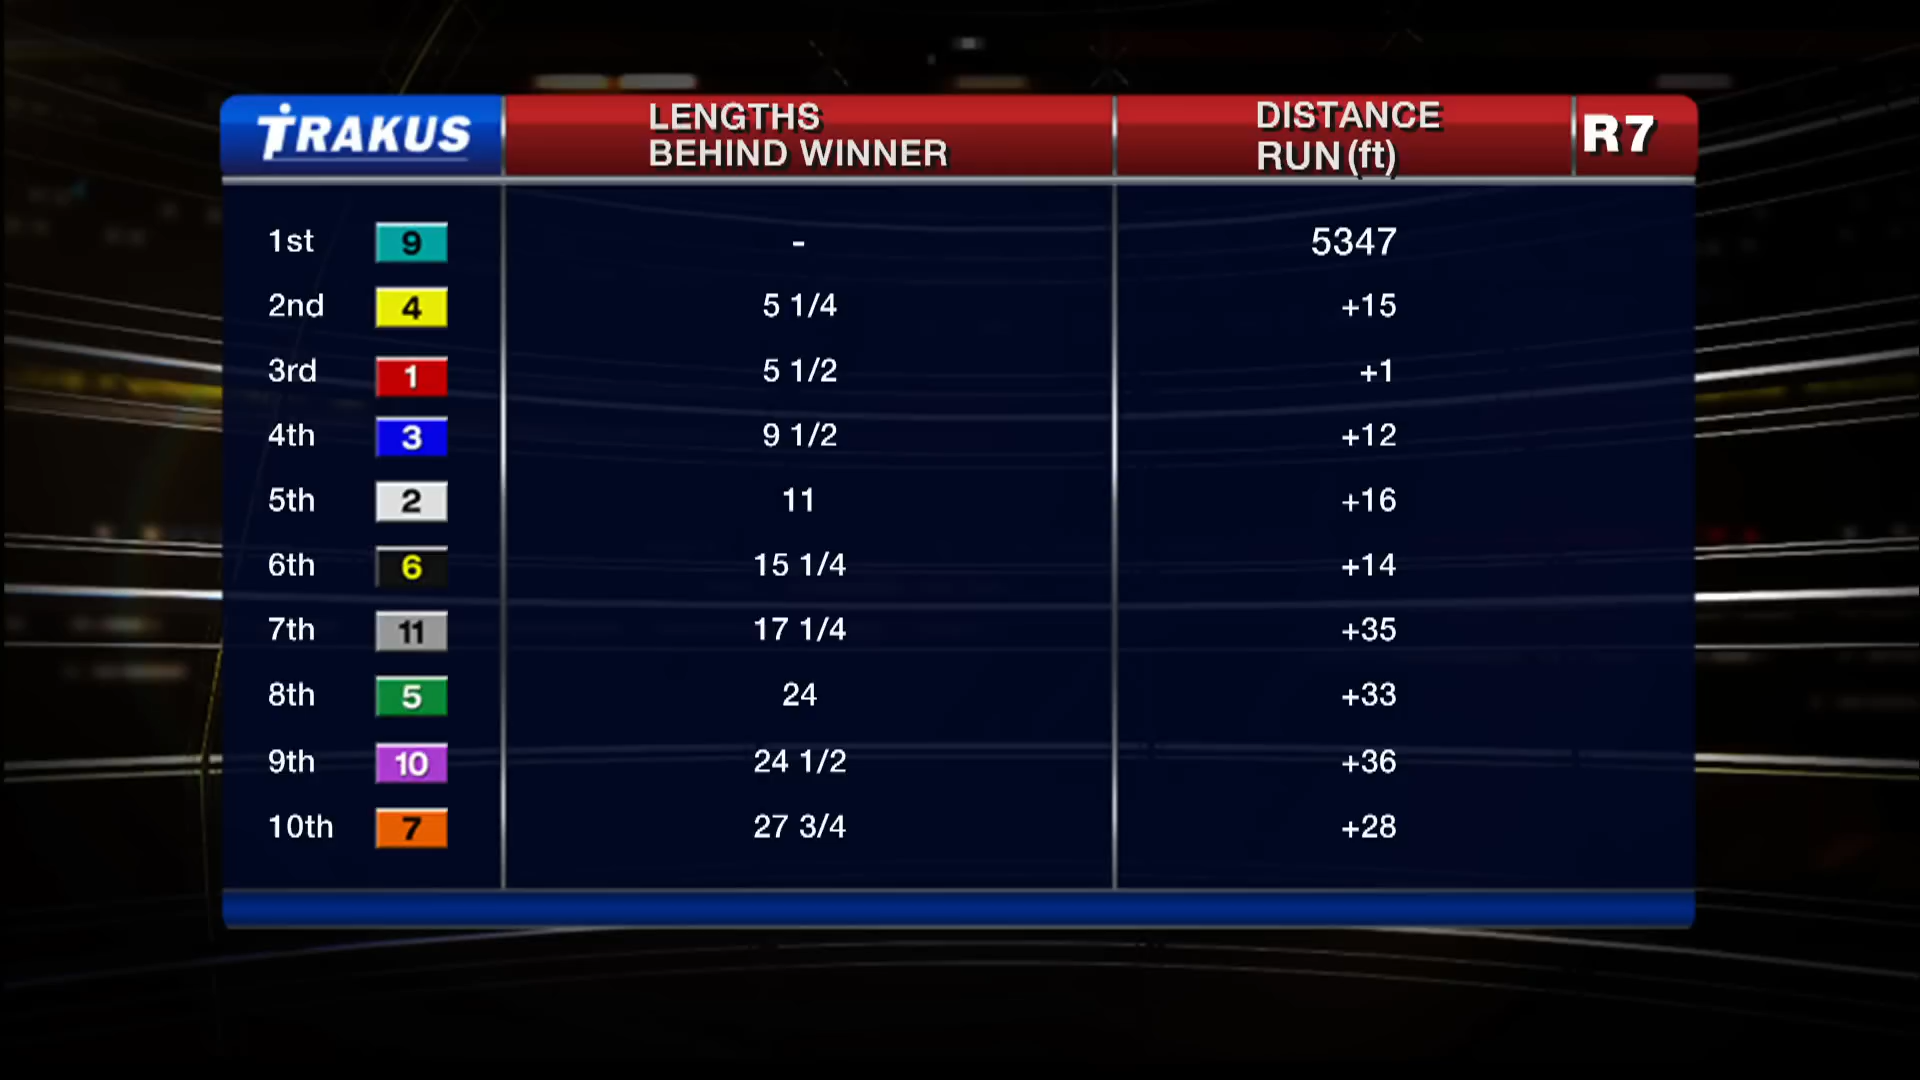 TRAKUS
LENGTHS
BEHIND WINNER
DISTANCE
RUN (ft)
R7
1st 9 - 5347
2nd 4 5 1/4 +15
3rd 1 5 1/2 +1
4th 3 9 1/2 +12
5th 2 11 +16
6th 6 15 1/4 +14
7th 11 17 1/4 +35
8th 5 24 +33
9th 10 24 1/2 +36
10th 7 27 3/4 +28